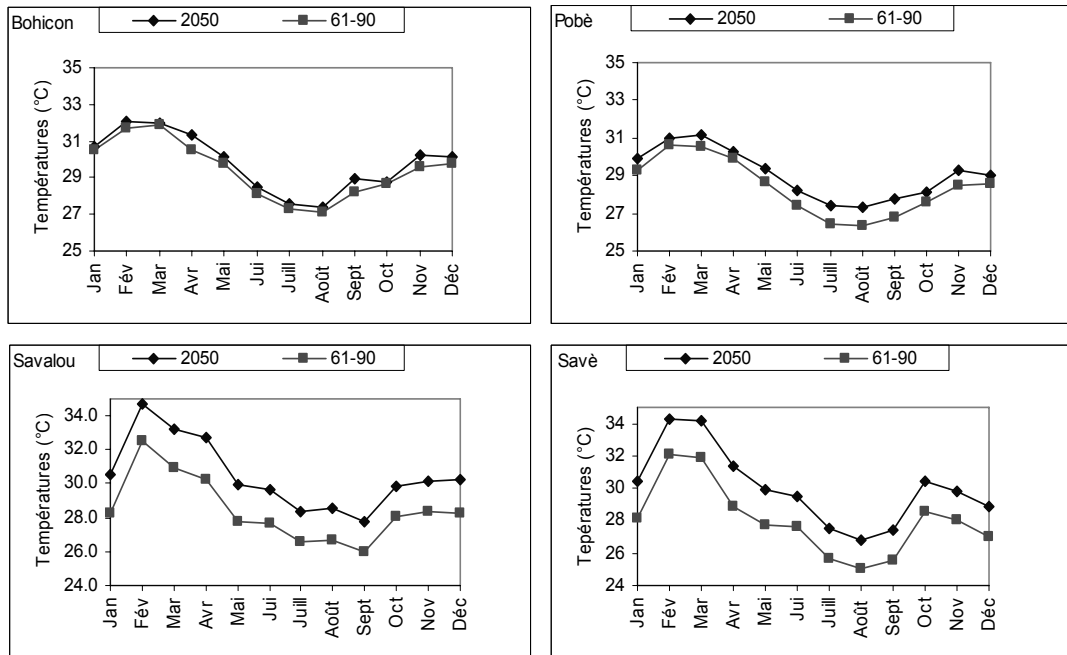 Bohicon
2050 61-90
Températures (°C)
35
33
31
29
27
25
Jan Fév Mar Avr Mai Jui Juill Août Sept Oct Nov Déc
Pobè
2050 61-90
Températures (°C)
35
33
31
29
27
25
Jan Fév Mar Avr Mai Jui Juill Août Sept Oct Nov Déc
Savalou
2050 61-90
Températures (°C)
34.0
32.0
30.0
28.0
26.0
24.0
Jan Fév Mar Avr Mai Jui Juill Août Sept Oct Nov Déc
Savè
2050 61-90
Tepératures (°C)
34
32
30
28
26
24
Jan Fév Mar Avr Mai Jui Juill Août Sept Oct Nov Déc